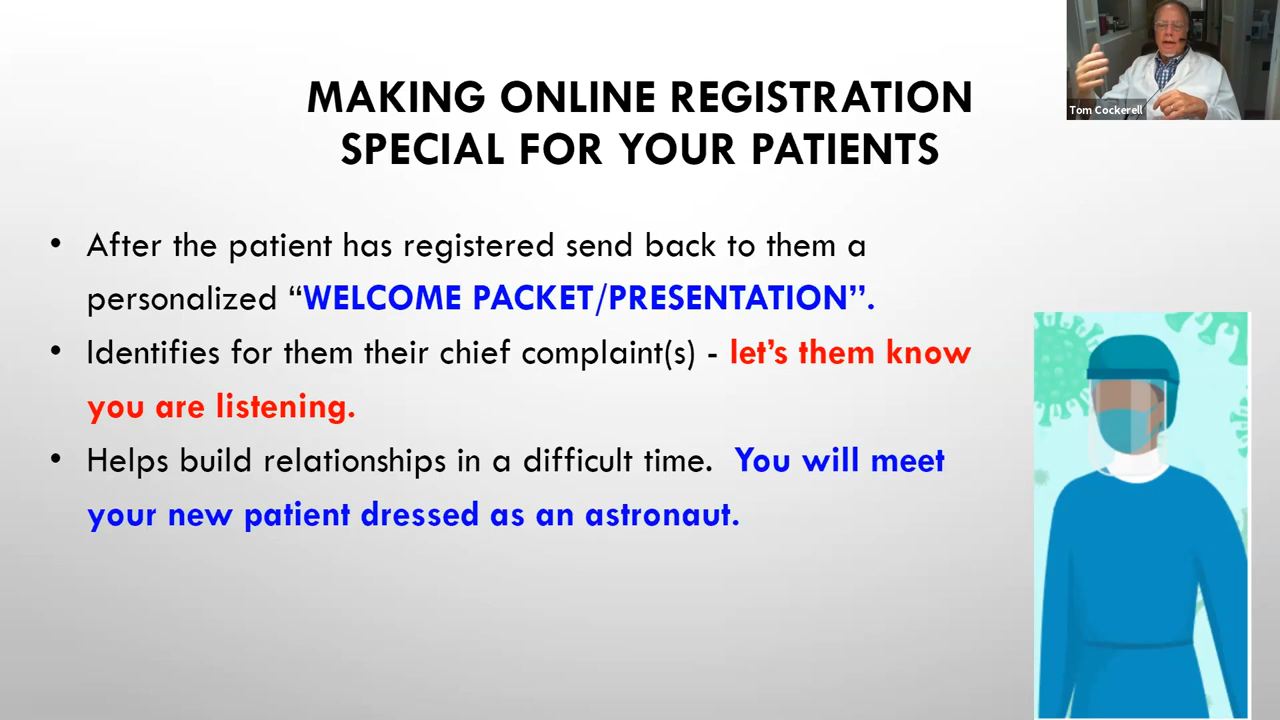 MAKING ONLINE REGISTRATION
SPECIAL FOR YOUR PATIENTS
Tom Cockerell
• After the patient has registered send back to them a
personalized “WELCOME PACKET/PRESENTATION”.
• Identifies for them their chief complaint(s) - let’s them know
you are listening.
• Helps build relationships in a difficult time.  You will meet
your new patient dressed as an astronaut.